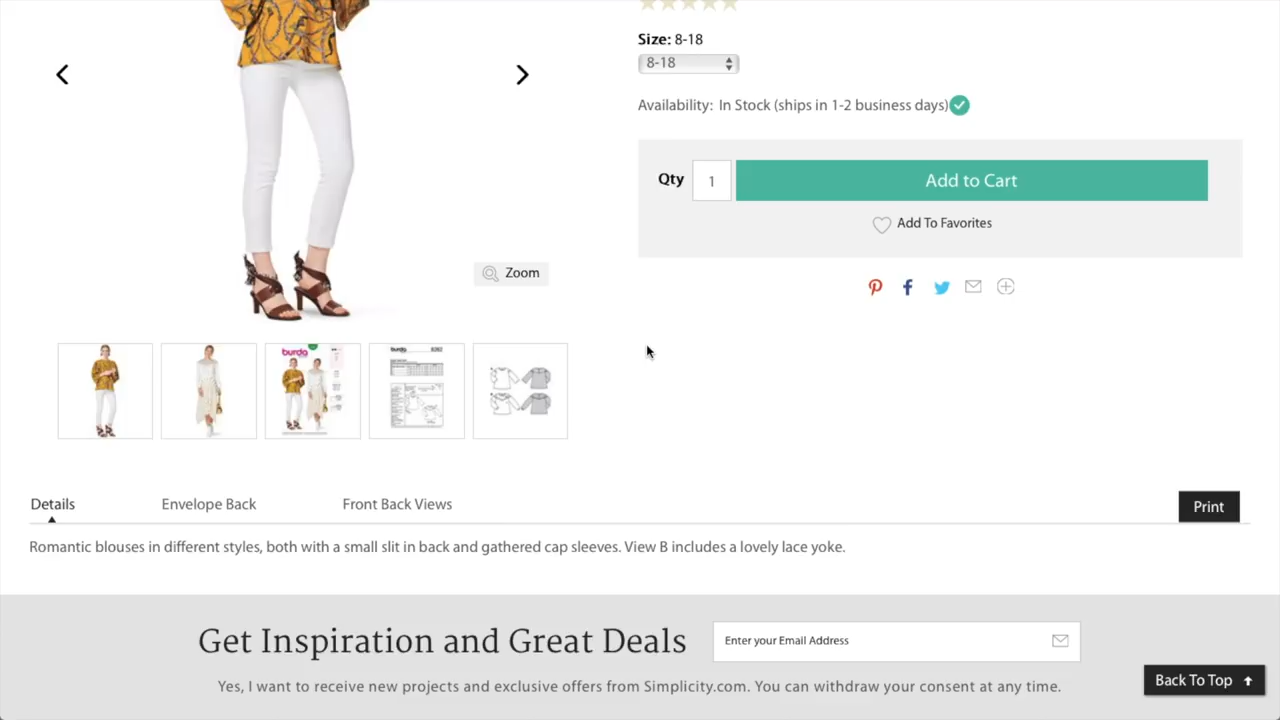 Size: 8-18
8-18
Availability: In Stock (ships in 1-2 business days)
Qty 1 Add to Cart
Add To Favorites
Zoom
burda
burda
Details Envelope Back Front Back Views Print
Romantic blouses in different styles, both with a small slit in back and gathered cap sleeves. View B includes a lovely lace yoke.
Get Inspiration and Great Deals
Enter your Email Address
Yes, I want to receive new projects and exclusive offers from Simplicity.com. You can withdraw your consent at any time.
Back To Top